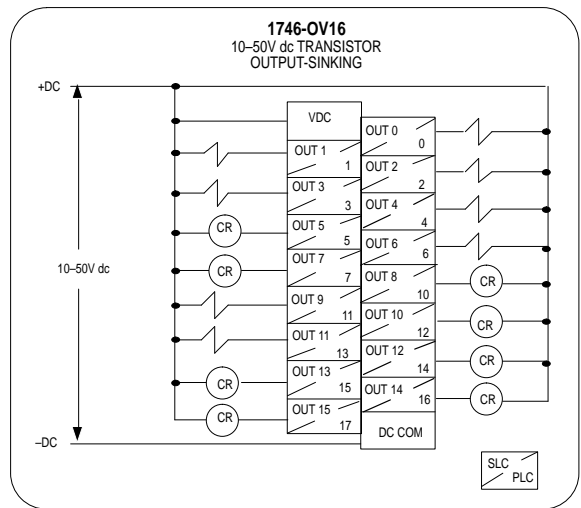 1746-OV16
10–50V dc TRANSISTOR
OUTPUT-SINKING
+DC
VDC
OUT 0
0
OUT 1
1
OUT 2
2
OUT 3
3
OUT 4
4
CR
OUT 5
5
OUT 6
6
10–50V dc
CR
OUT 7
7
OUT 8
10
CR
OUT 9
11
OUT 10
12
CR
OUT 11
13
OUT 12
14
CR
CR
OUT 13
15
OUT 14
16
CR
CR
OUT 15
17
DC COM
–DC
SLC
PLC